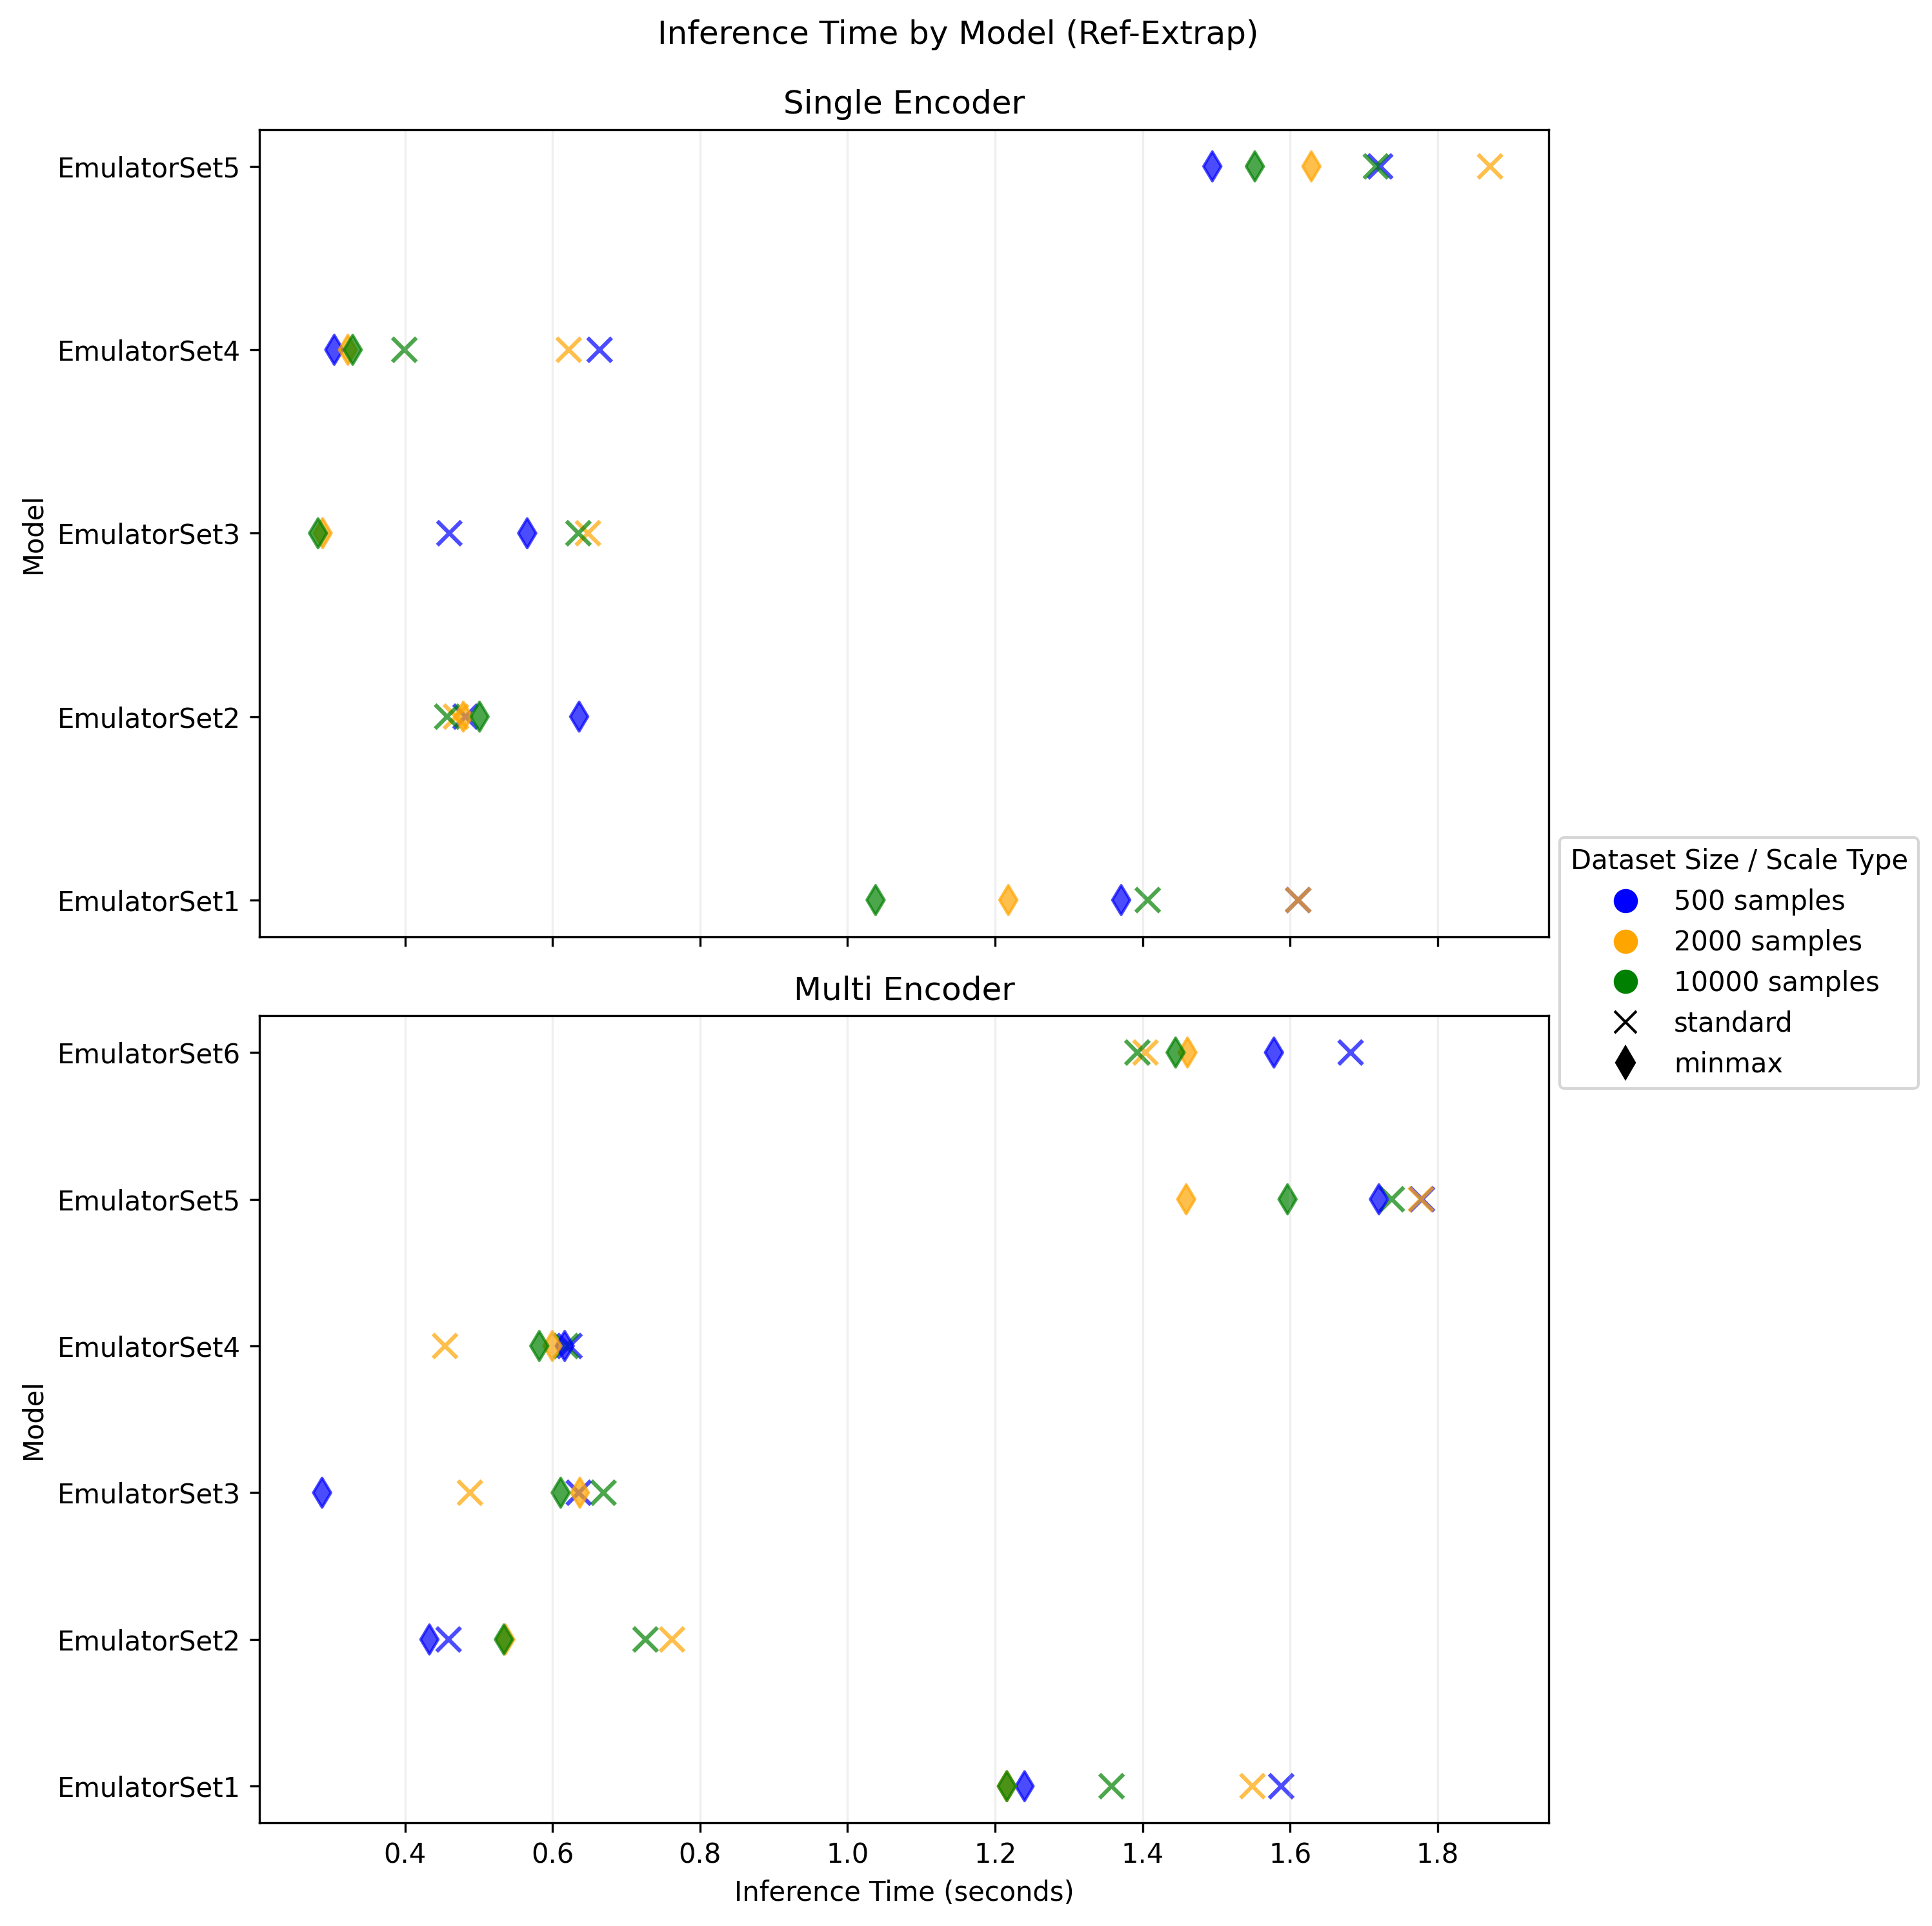 Inference Time by Model (Ref-Extrap)
Single Encoder
EmulatorSet5
EmulatorSet4
EmulatorSet3
EmulatorSet2
EmulatorSet1
Model
Dataset Size / Scale Type
500 samples
2000 samples
10000 samples
standard
minmax
Multi Encoder
EmulatorSet6
EmulatorSet5
EmulatorSet4
EmulatorSet3
EmulatorSet2
EmulatorSet1
Model
0.4 0.6 0.8 1.0 1.2 1.4 1.6 1.8
Inference Time (seconds)